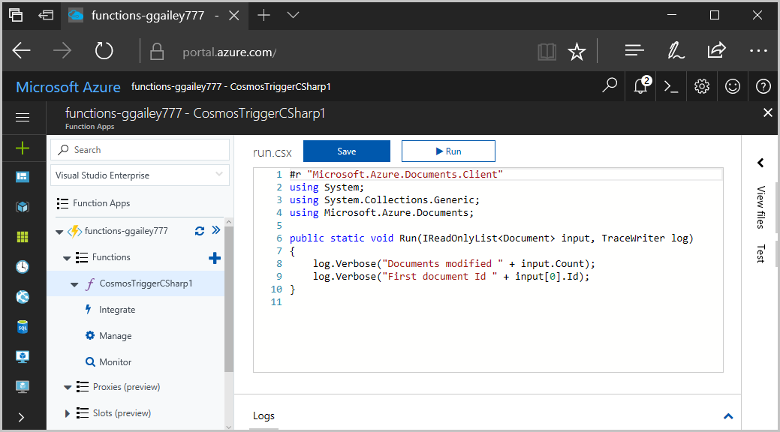 functions-ggailey777 -
portal.azure.com/
Microsoft Azure functions-ggailey777 - CosmosTriggerCSharp1
2
functions-ggailey777 - CosmosTriggerCSharp1
Function Apps
Search
Visual Studio Enterprise
Function Apps
functions-ggailey777
Functions
CosmosTriggerCSharp1
Integrate
Manage
Monitor
Proxies (preview)
Slots (preview)
run.csx Save Run
1 #r "Microsoft.Azure.Documents.Client"
2 using System;
3 using System.Collections.Generic;
4 using Microsoft.Azure.Documents;
5
6 public static void Run(IReadOnlyList<Document> input, TraceWriter log)
7 {
8 log.Verbose("Documents modified " + input.Count);
9 log.Verbose("First document Id " + input[0].Id);
10 }
11
Logs
View files
Test